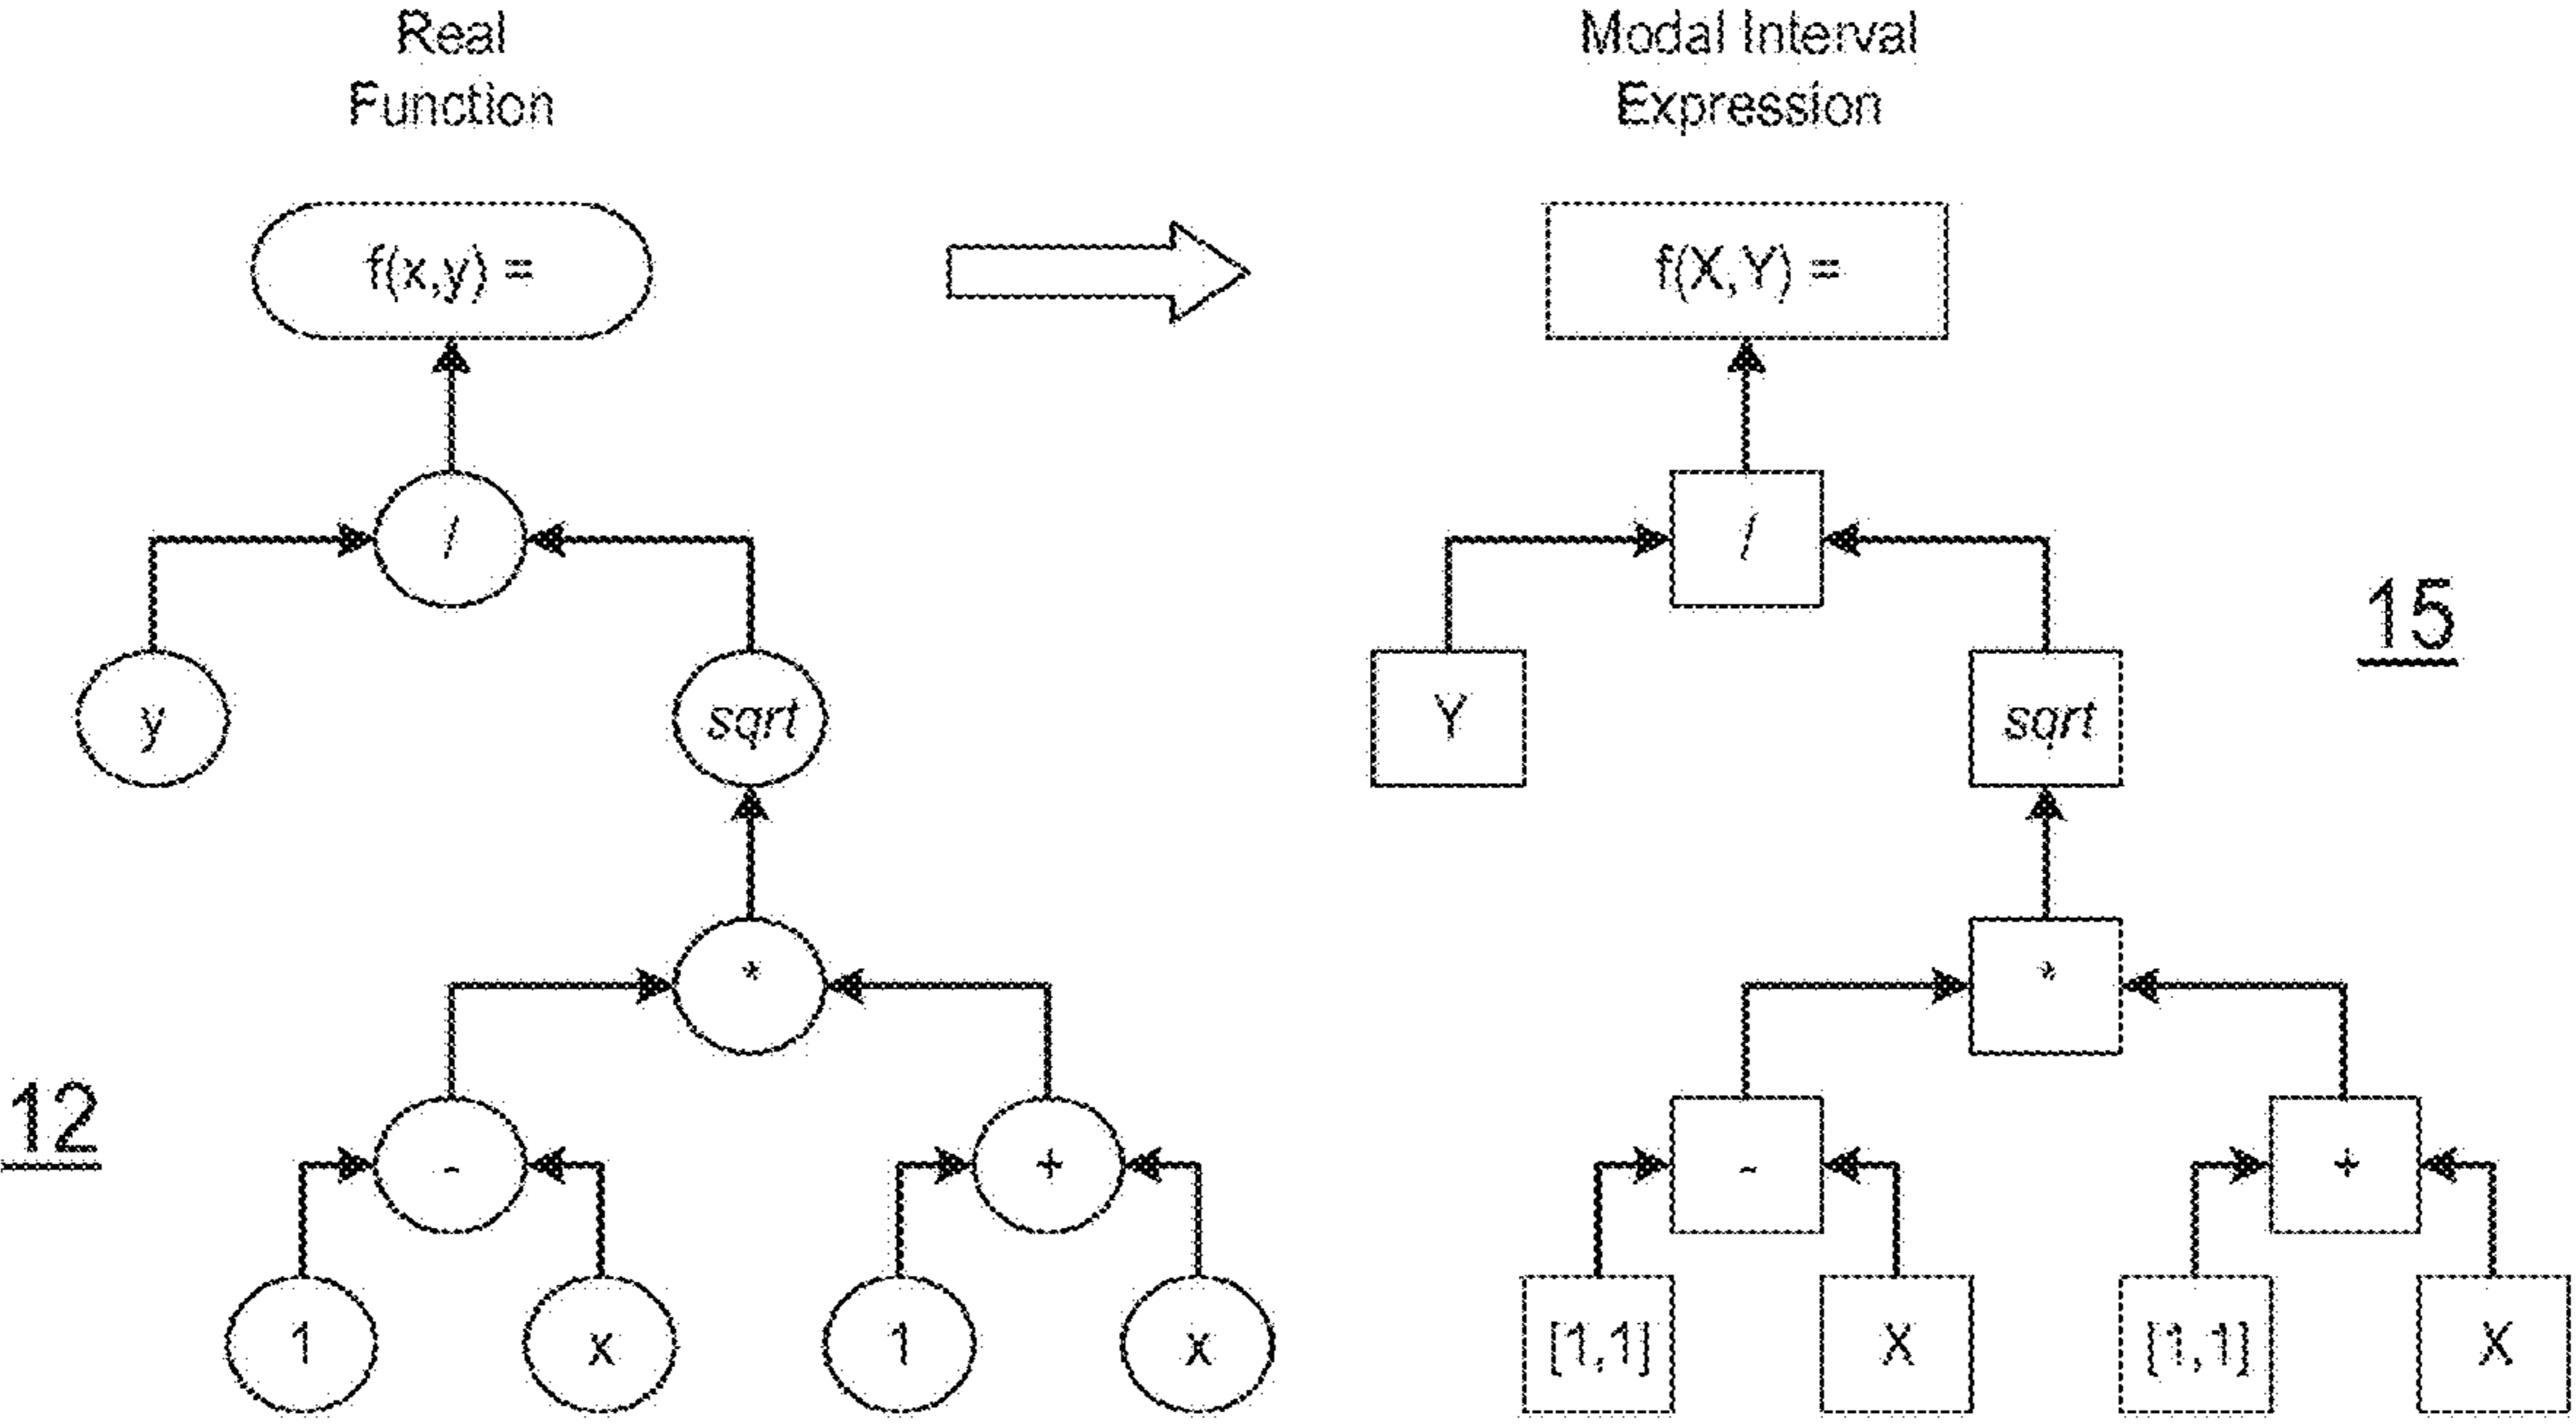 Real
Function
Modal Interval
Expression
f(x,y) =
f(X,Y) =
/
/
y
sqrt
Y
sqrt
15
*
*
12
-
+
-
+
1
x
1
x
[1,1]
X
[1,1]
X